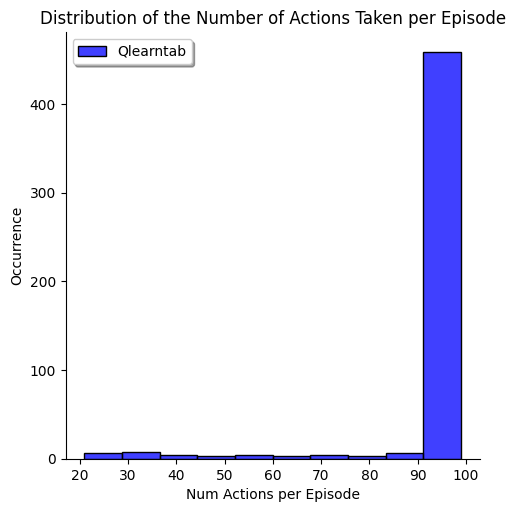 Distribution of the Number of Actions Taken per Episode
Qlearntab
400
300
200
100
0
Occurrence
20 30 40 50 60 70 80 90 100
Num Actions per Episode